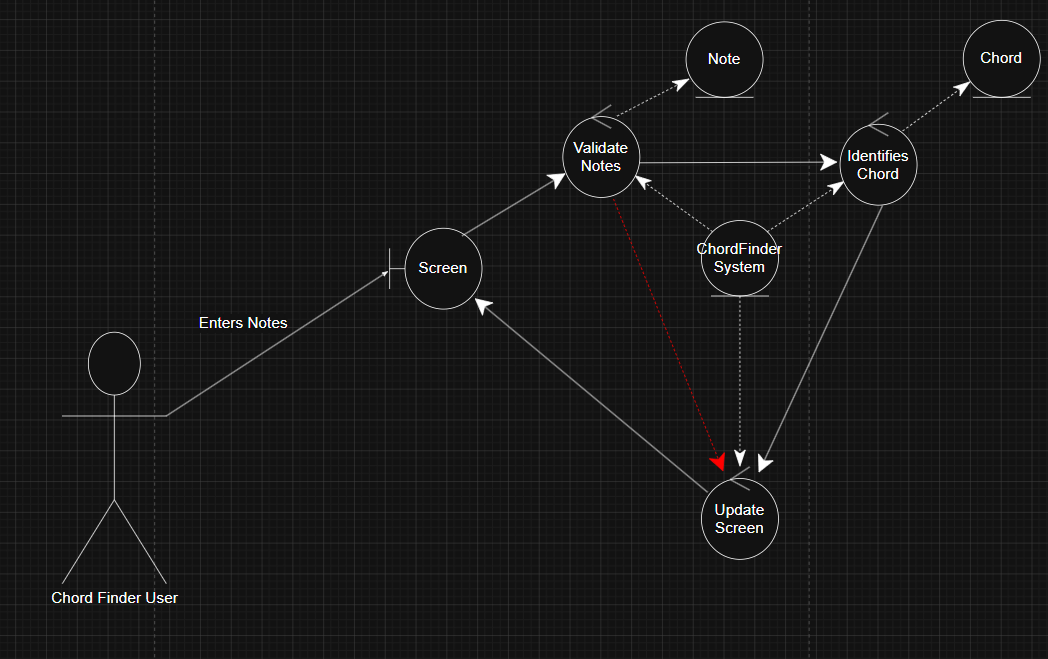 Note
Chord
Validate
Notes
Identifies
Chord
ChordFinder
System
Screen
Enters Notes
Update
Screen
Chord Finder User